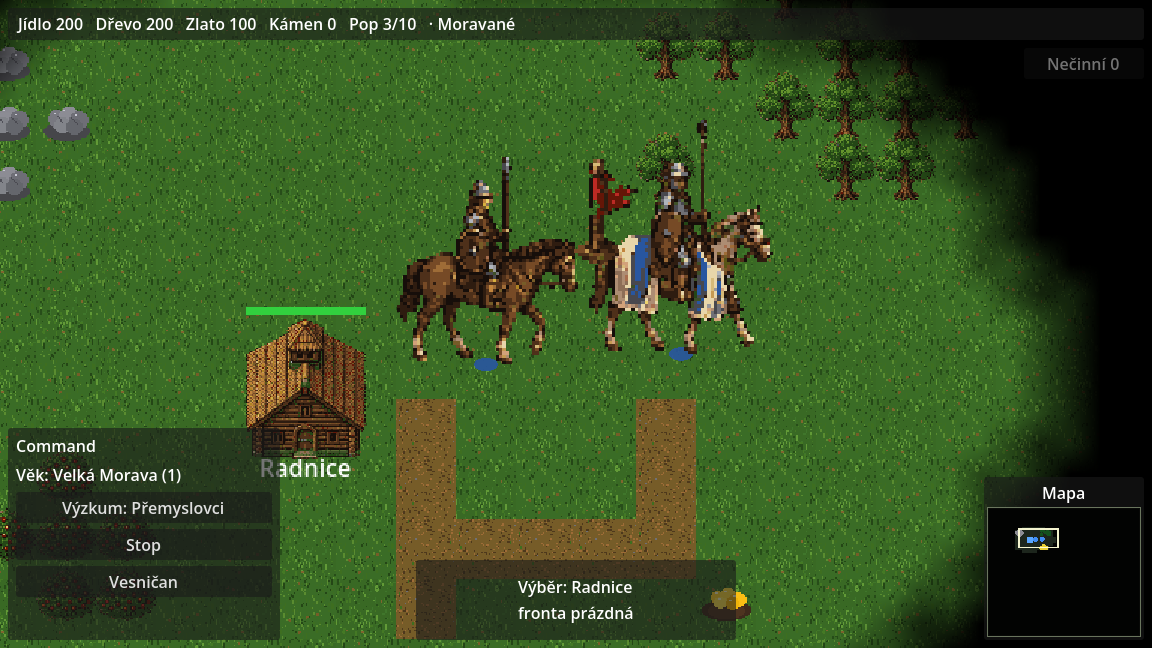 Jídlo 200 Dřevo 200 Zlato 100 Kámen 0 Pop 3/10 · Moravané
Nečinní 0
Radnice
Command
Věk: Velká Morava (1)
Výzkum: Přemyslovci
Stop
Vesničan
Výběr: Radnice
fronta prázdná
Mapa